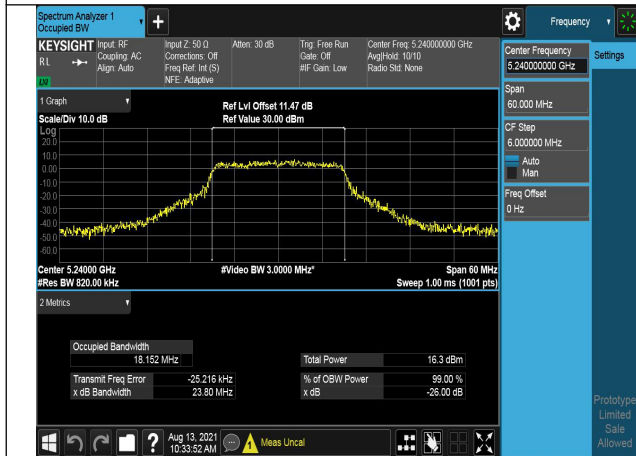 Spectrum Analyzer 1
Occupied BW
+
Frequency
KEYSIGHT
RL
LXI
Input: RF
Coupling: AC
Align: Auto
Input Z: 50 Ω
Corrections: Off
Freq Ref: Int (S)
NFE: Adaptive
Atten: 30 dB
Trig: Free Run
Gate: Off
#IF Gain: Low
Center Freq: 5.240000000 GHz
Avg|Hold: 10/10
Radio Std: None
Center Frequency
5.240000000 GHz
Settings
Span
60.000 MHz
CF Step
6.000000 MHz
Auto
Man
Freq Offset
0 Hz
1 Graph
Scale/Div 10.0 dB
Ref Lvl Offset 11.47 dB
Ref Value 30.00 dBm
Log
20.0
10.0
0.00
-10.0
-20.0
-30.0
-40.0
-50.0
-60.0
Center 5.24000 GHz
#Res BW 820.00 kHz
#Video BW 3.0000 MHz*
Span 60 MHz
Sweep 1.00 ms (1001 pts)
2 Metrics
Occupied Bandwidth
18.152 MHz
Total Power 16.3 dBm
Transmit Freq Error -25.216 kHz
% of OBW Power 99.00 %
x dB Bandwidth 23.80 MHz
x dB -26.00 dB
Prototype
Limited
Sale
Allowed
?
Aug 13, 2021
10:33:52 AM
Meas Uncal